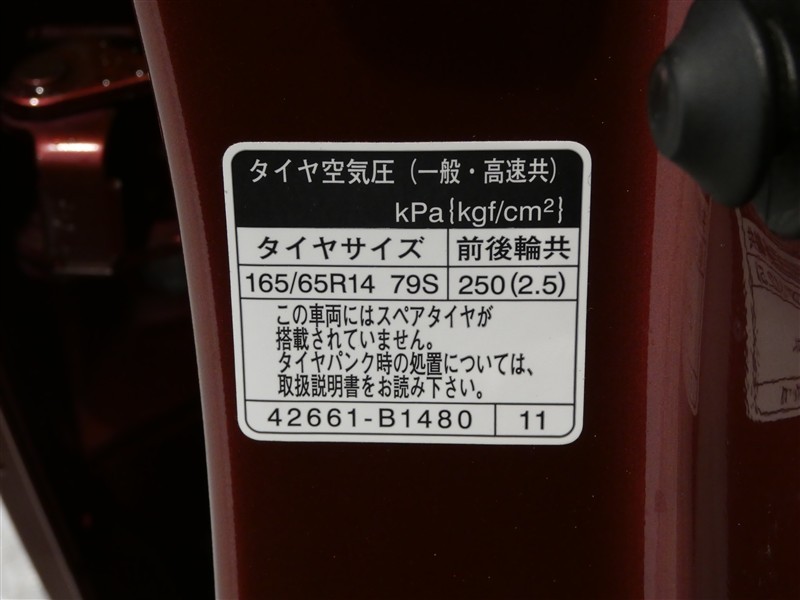 タイヤ空気圧（一般・高速共）
kPa{kgf/cm²}
タイヤサイズ 前後輪共
165/65R14 79S 250(2.5)
この車両にはスペアタイヤが
搭載されていません。
タイヤパンク時の処置については、
取扱説明書をお読み下さい。
42661-B1480 11